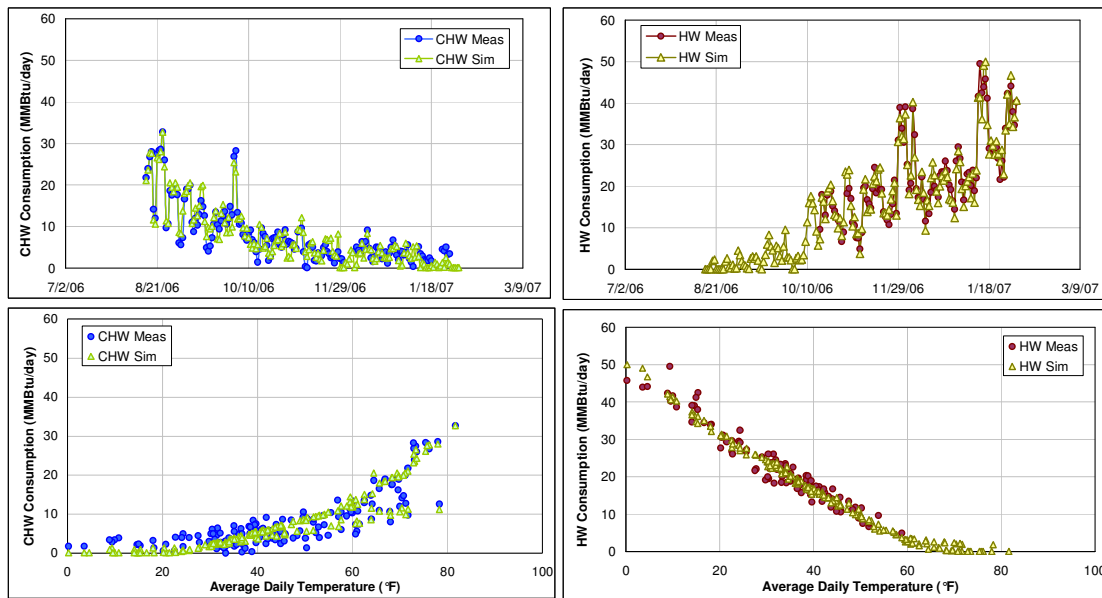 60
50
40
30
20
10
0
CHW Consumption (MMBtu/day)
CHW Meas
CHW Sim
7/2/06 8/21/06 10/10/06 11/29/06 1/18/07 3/9/07
60
50
40
30
20
10
0
HW Consumption (MMBtu/day)
HW Meas
HW Sim
7/2/06 8/21/06 10/10/06 11/29/06 1/18/07 3/9/07
60
50
40
30
20
10
0
CHW Consumption (MMBtu/day)
CHW Meas
CHW Sim
0 20 40 60 80 100
Average Daily Temperature (°F)
60
50
40
30
20
10
0
HW Consumption (MMBtu/day)
HW Meas
HW Sim
0 20 40 60 80 100
Average Daily Temperature (°F)